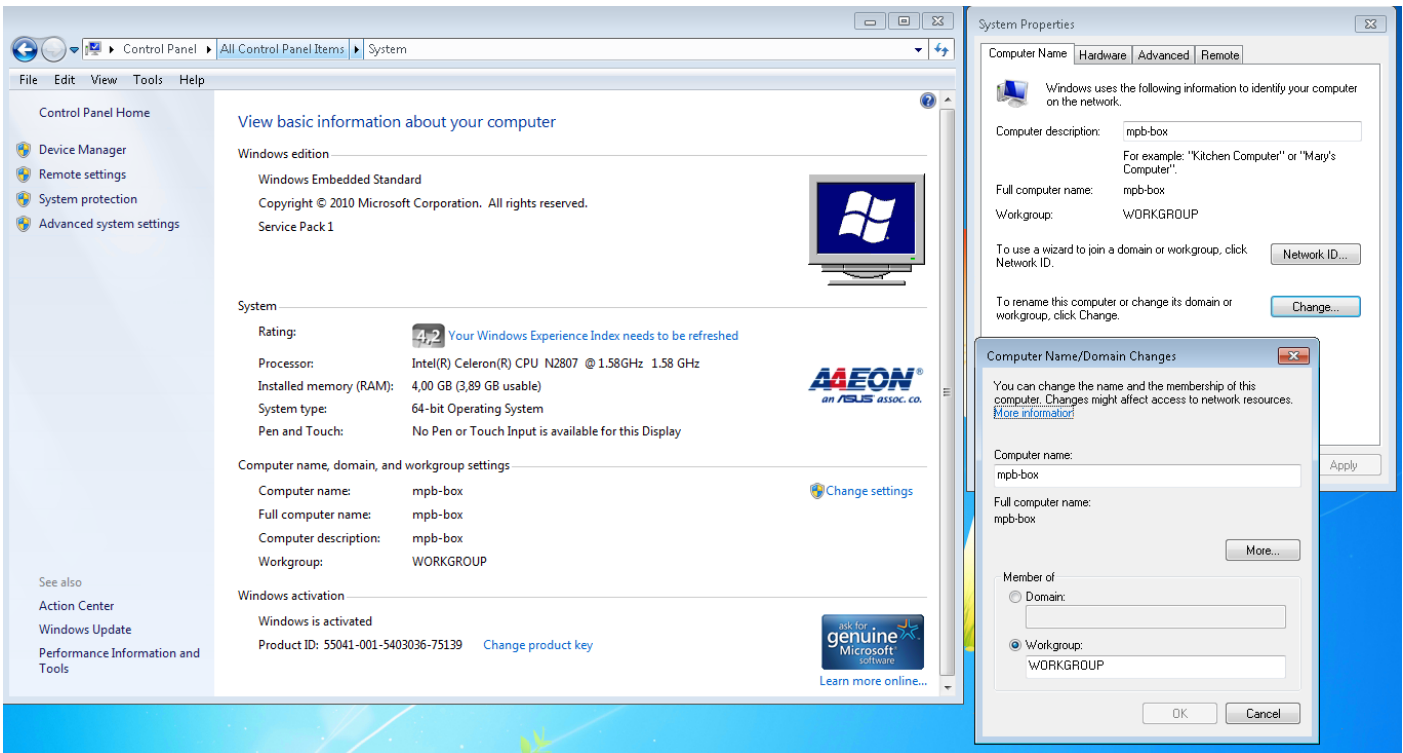 Control Panel
All Control Panel Items
System
File Edit View Tools Help
Control Panel Home
Device Manager
Remote settings
System protection
Advanced system settings
See also
Action Center
Windows Update
Performance Information and
Tools
View basic information about your computer
Windows edition
Windows Embedded Standard
Copyright © 2010 Microsoft Corporation. All rights reserved.
Service Pack 1
System
Rating:
4,2 Your Windows Experience Index needs to be refreshed
Processor: Intel(R) Celeron(R) CPU N2807 @ 1.58GHz 1.58 GHz
Installed memory (RAM): 4,00 GB (3,89 GB usable)
System type: 64-bit Operating System
Pen and Touch: No Pen or Touch Input is available for this Display
AAEON®
an ASUS assoc. co.
Computer name, domain, and workgroup settings
Computer name: mpb-box
Change settings
Full computer name: mpb-box
Computer description: mpb-box
Workgroup: WORKGROUP
Windows activation
Windows is activated
Product ID: 55041-001-5403036-75139 Change product key
ask for
genuine
Microsoft
software
Learn more online...
System Properties
Computer Name Hardware Advanced Remote
Windows uses the following information to identify your computer
on the network.
Computer description: mpb-box
For example: "Kitchen Computer" or "Mary's
Computer".
Full computer name: mpb-box
Workgroup: WORKGROUP
To use a wizard to join a domain or workgroup, click
Network ID.
Network ID...
To rename this computer or change its domain or
workgroup, click Change.
Change...
Apply
Computer Name/Domain Changes
You can change the name and the membership of this
computer. Changes might affect access to network resources.
More information
Computer name:
mpb-box
Full computer name:
mpb-box
More...
Member of
Domain:
Workgroup:
WORKGROUP
OK Cancel